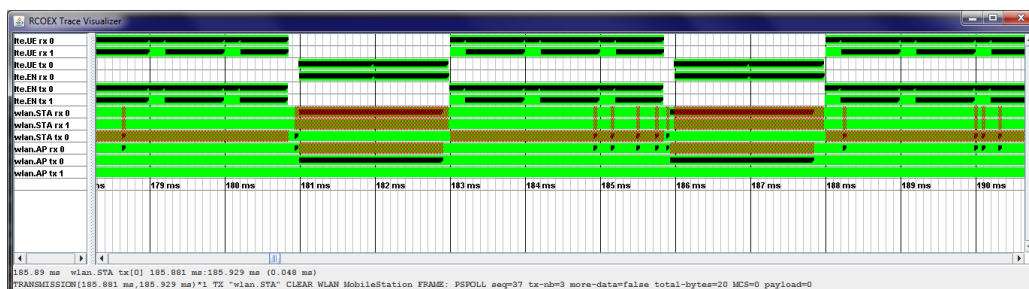 RCOEX Trace Visualizer
lte.UE rx 0
lte.UE rx 1
lte.UE tx 0
lte.EN rx 0
lte.EN tx 0
lte.EN tx 1
wlan.STA rx 0
wlan.STA rx 1
wlan.STA tx 0
wlan.AP rx 0
wlan.AP tx 0
wlan.AP tx 1
ns 179 ms 180 ms 181 ms 182 ms 183 ms 184 ms 185 ms 186 ms 187 ms 188 ms 189 ms 190 ms
185.89 ms wlan.STA tx[0] 185.881 ms:185.929 ms (0.048 ms)
TRANSMISSION[185.881 ms,185.929 ms)*1 TX "wlan.STA" CLEAR WLAN MobileStation FRAME: PSPOLL seq=37 tx-nb=3 more-data=false total-bytes=20 MCS=0 payload=0